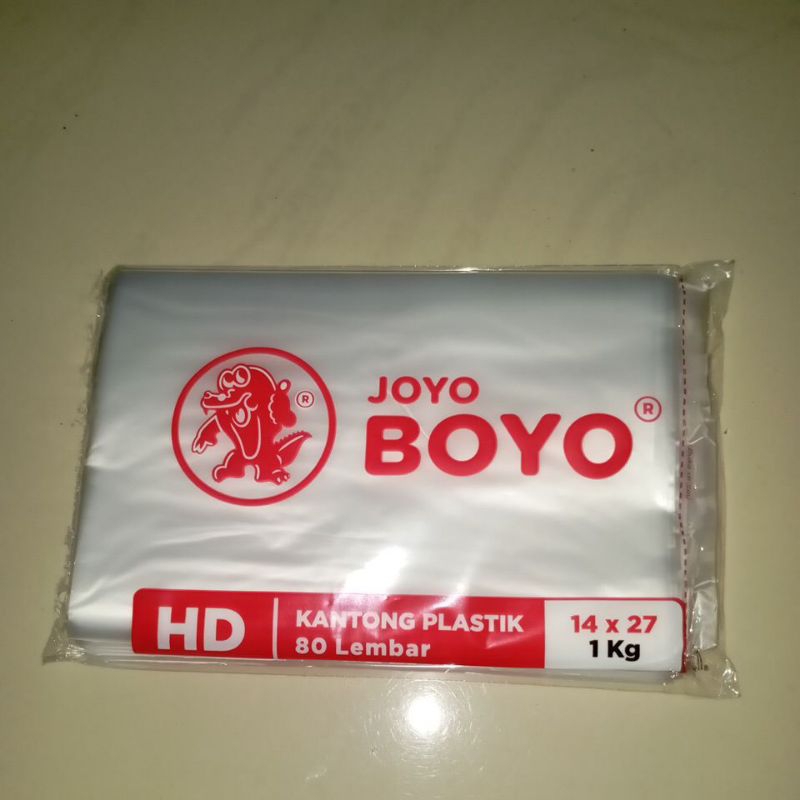 JOYO
BOYO ®
®
HD
KANTONG PLASTIK
80 Lembar
14 x 27
1 Kg